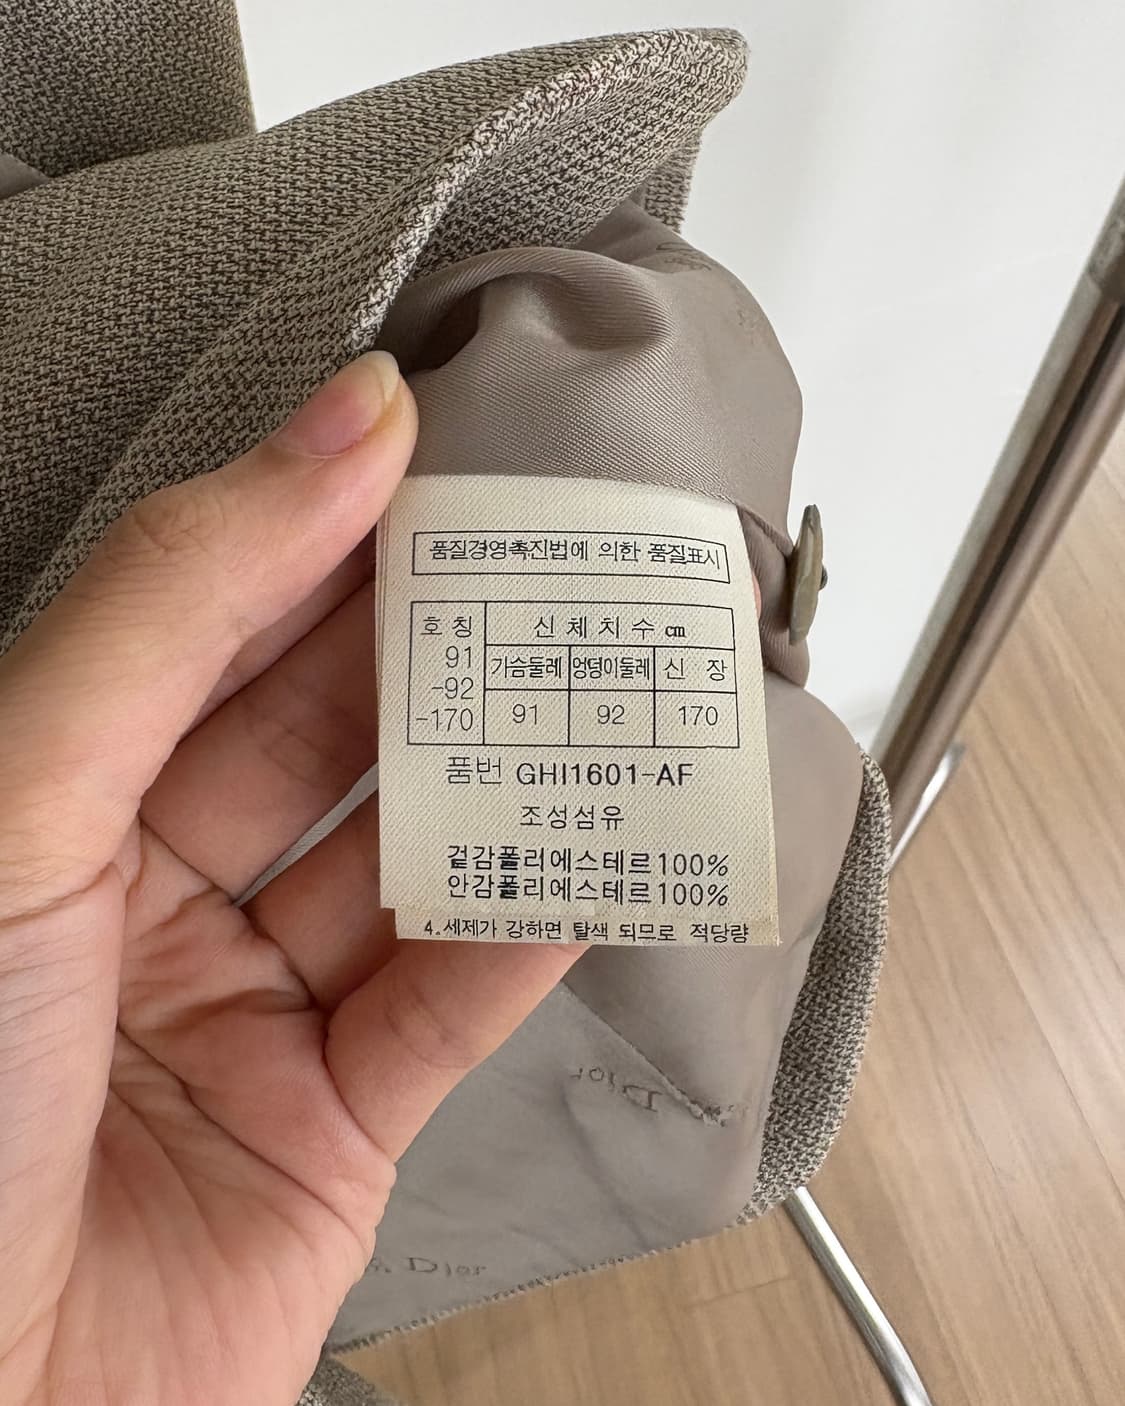 품질경영촉진법에 의한 품질표시
호 칭
91
-92
-170
신 체 치 수 cm
가슴둘레 엉덩이둘레 신 장
91 92 170
품번 GHI1601-AF
조성섬유
겉감폴리에스테르100%
안감폴리에스테르100%
4.세제가 강하면 탈색 되므로 적당량
Dior
Dior